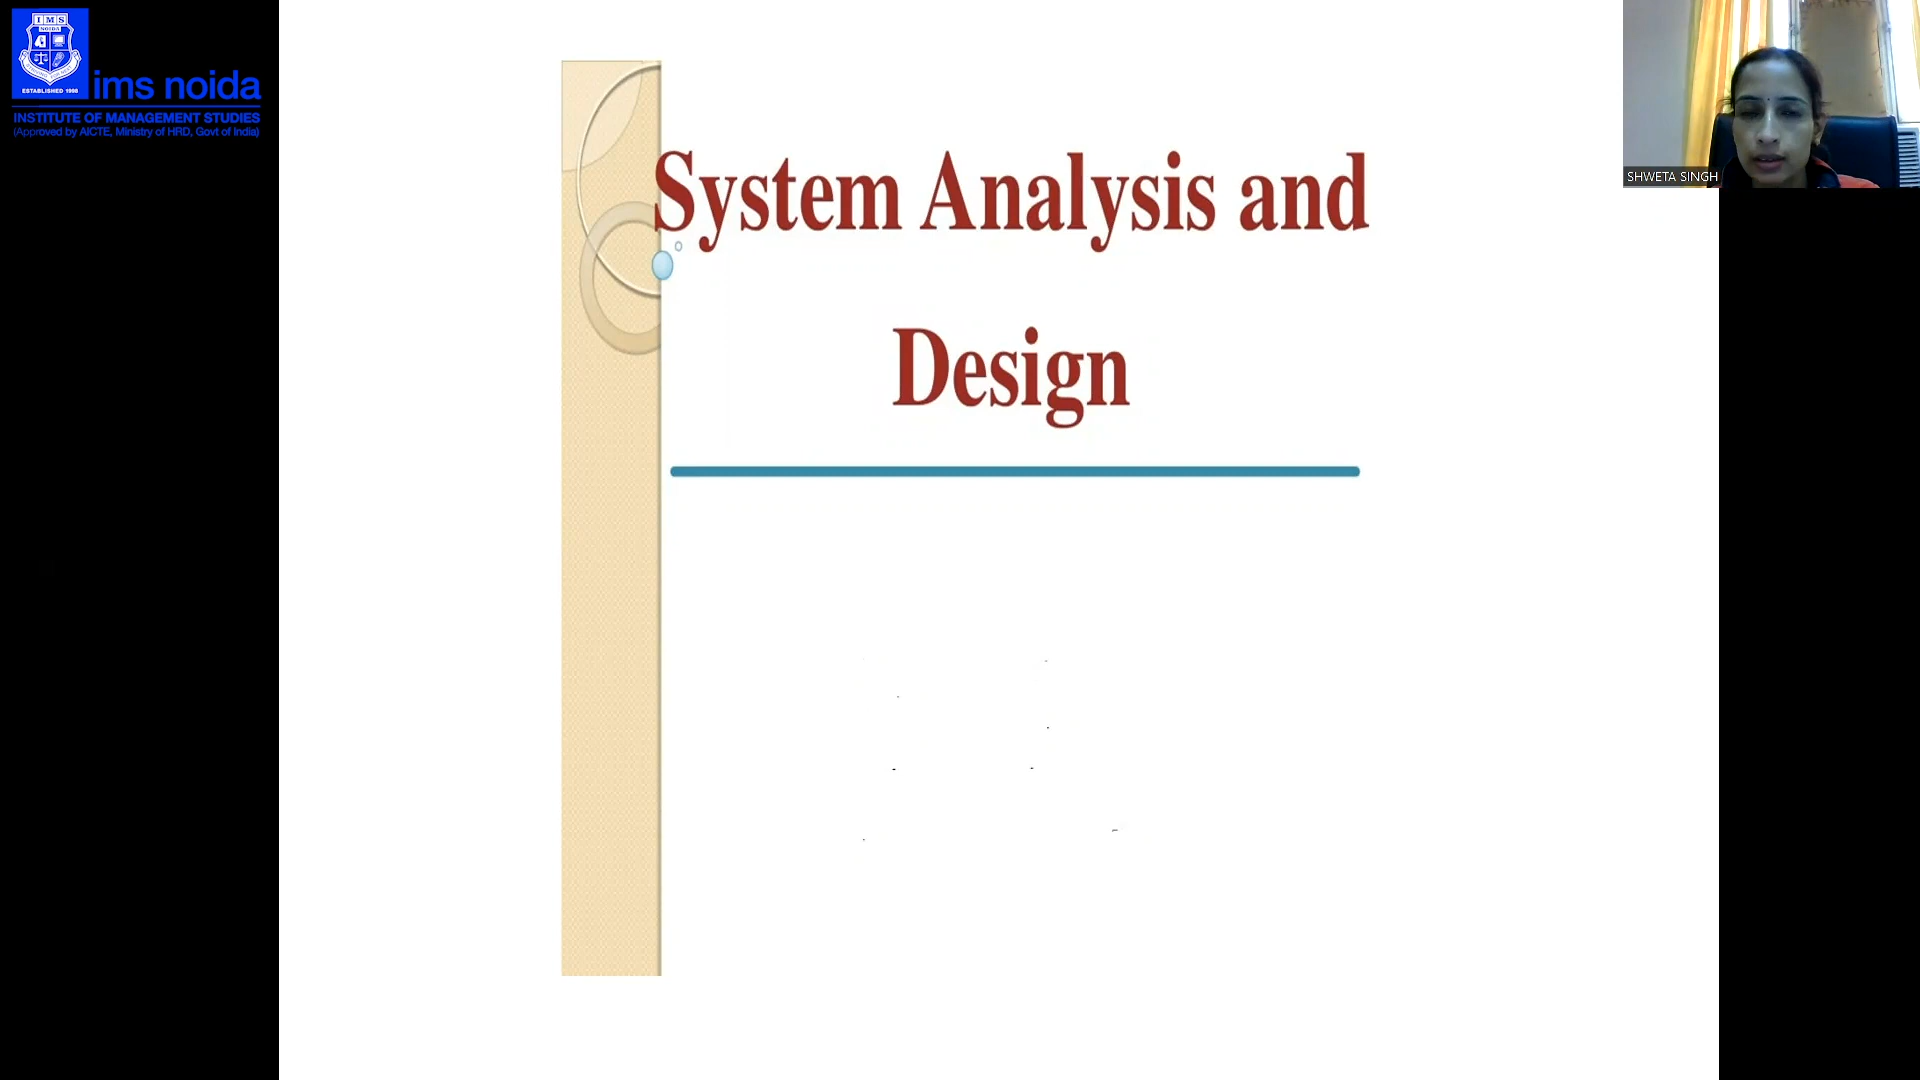 IMS
NOIDA
ESTABLISHED 1998
ims noida
INSTITUTE OF MANAGEMENT STUDIES
(Approved by AICTE, Ministry of HRD, Govt of India)
System Analysis and
Design
SHWETA SINGH